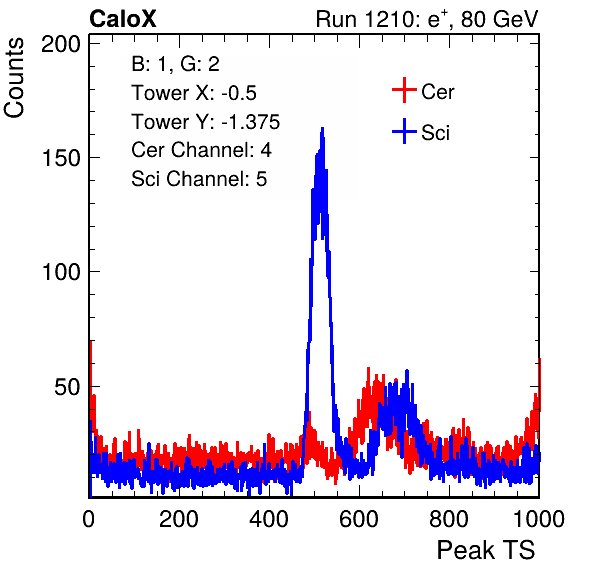 CaloX Run 1210: e⁺, 80 GeV
Counts
200
150
100
50
B: 1, G: 2
Tower X: -0.5
Tower Y: -1.375
Cer Channel: 4
Sci Channel: 5
Cer
Sci
0 200 400 600 800 1000
Peak TS